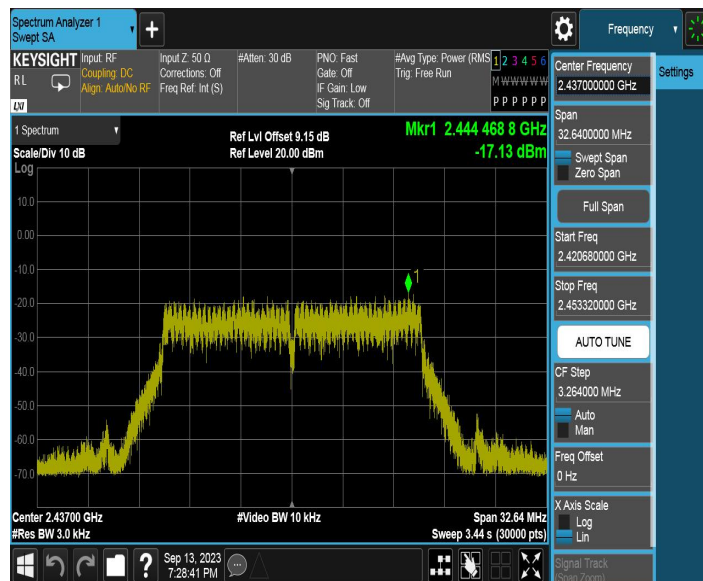 Spectrum Analyzer 1
Swept SA
+
Frequency
KEYSIGHT
RL
LXI
Input: RF
Coupling: DC
Align: Auto/No RF
Input Z: 50 Ω
Corrections: Off
Freq Ref: Int (S)
#Atten: 30 dB
PNO: Fast
Gate: Off
IF Gain: Low
Sig Track: Off
#Avg Type: Power (RMS
Trig: Free Run
1 2 3 4 5 6
M W W W W W
P P P P P P
1 Spectrum
Scale/Div 10 dB
Ref Lvl Offset 9.15 dB
Ref Level 20.00 dBm
Mkr1 2.444 468 8 GHz
-17.13 dBm
Log
10.0
0.00
-10.0
-20.0
-30.0
-40.0
-50.0
-60.0
-70.0
1
Center 2.43700 GHz
#Res BW 3.0 kHz
#Video BW 10 kHz
Span 32.64 MHz
Sweep 3.44 s (30000 pts)
?
Sep 13, 2023
7:28:41 PM
Center Frequency
2.437000000 GHz
Settings
Span
32.6400000 MHz
Swept Span
Zero Span
Full Span
Start Freq
2.420680000 GHz
Stop Freq
2.453320000 GHz
AUTO TUNE
CF Step
3.264000 MHz
Auto
Man
Freq Offset
0 Hz
X Axis Scale
Log
Lin
Signal Track
(Span Zoom)